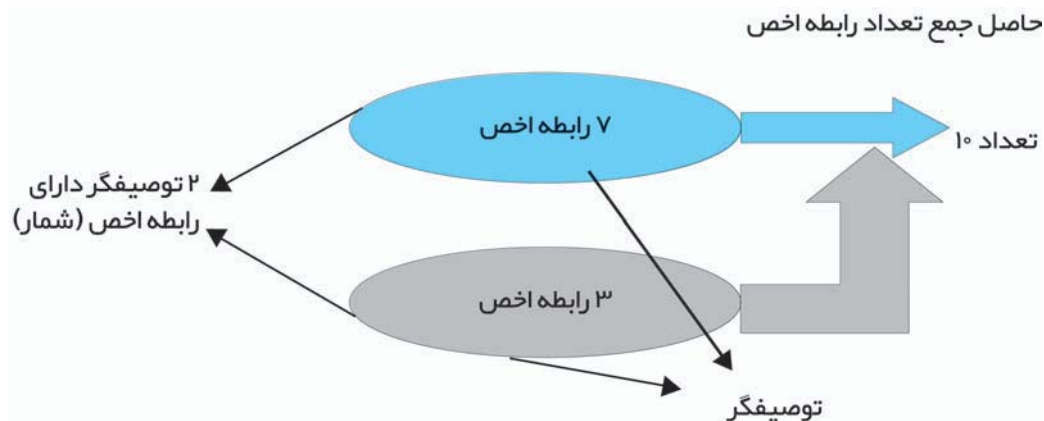 حاصل جمع تعداد رابطه اخص
۷ رابطه اخص
تعداد ۱۰
۲ توصیفگر دارای
رابطه اخص (شمار)
۳ رابطه اخص
توصیفگر